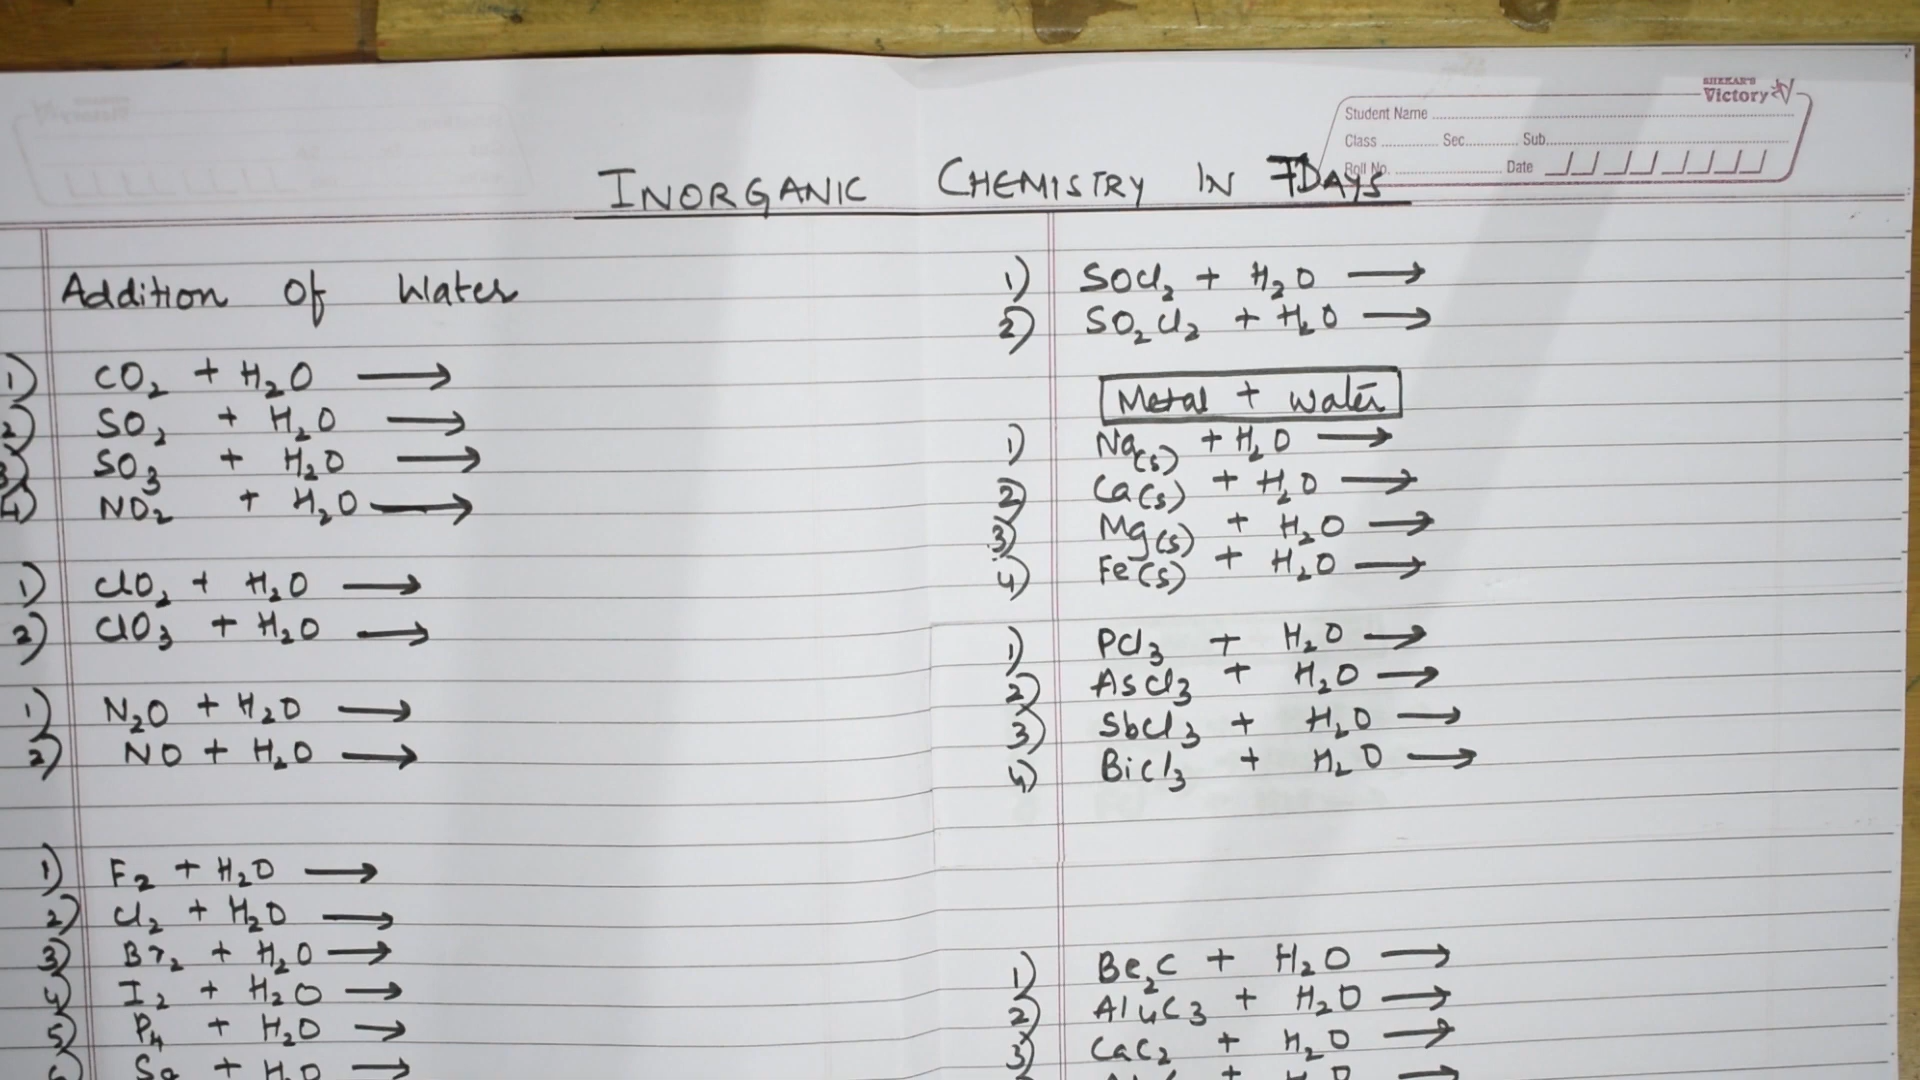 SHEKAR'S
Victory
Student Name
Class Sec. Sub.
Roll No. Date
INORGANIC CHEMISTRY IN 7DAYS
Addition Of Water
1) CO2 + H2O ⟶
2) SO2 + H2O ⟶
3) SO3 + H2O ⟶
4) NO2 + H2O ⟶
1) ClO2 + H2O ⟶
2) ClO3 + H2O ⟶
1) N2O + H2O ⟶
2) NO + H2O ⟶
1) F2 + H2O ⟶
2) Cl2 + H2O ⟶
3) Br2 + H2O ⟶
4) I2 + H2O ⟶
5) P4 + H2O ⟶
+ H2O ⟶
1) SOCl2 + H2O ⟶
2) SO2Cl2 + H2O ⟶
Metal + water
1) Na(s) + H2O ⟶
2) Ca(s) + H2O ⟶
3) Mg(s) + H2O ⟶
4) Fe(s) + H2O ⟶
1) PCl3 + H2O ⟶
2) AsCl3 + H2O ⟶
3) SbCl3 + H2O ⟶
4) BiCl3 + H2O ⟶
1) Be2C + H2O ⟶
2) Al4C3 + H2O ⟶
3) CaC2 + H2O ⟶